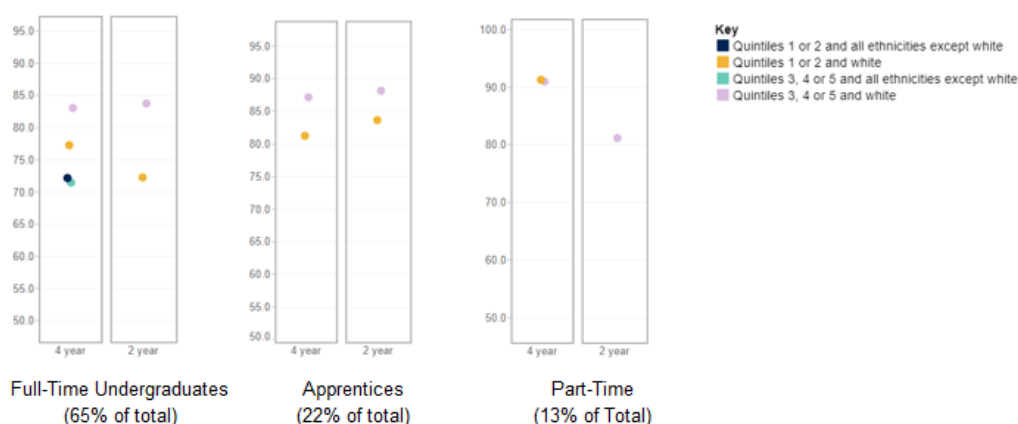 95.0
90.0
85.0
80.0
75.0
70.0
65.0
60.0
55.0
50.0
4 year 2 year
Full-Time Undergraduates
(65% of total)
95.0
90.0
85.0
80.0
75.0
70.0
65.0
60.0
55.0
50.0
4 year 2 year
Apprentices
(22% of total)
100.0
90.0
80.0
70.0
60.0
50.0
4 year 2 year
Part-Time
(13% of Total)
Key
Quintiles 1 or 2 and all ethnicities except white
Quintiles 1 or 2 and white
Quintiles 3, 4 or 5 and all ethnicities except white
Quintiles 3, 4 or 5 and white